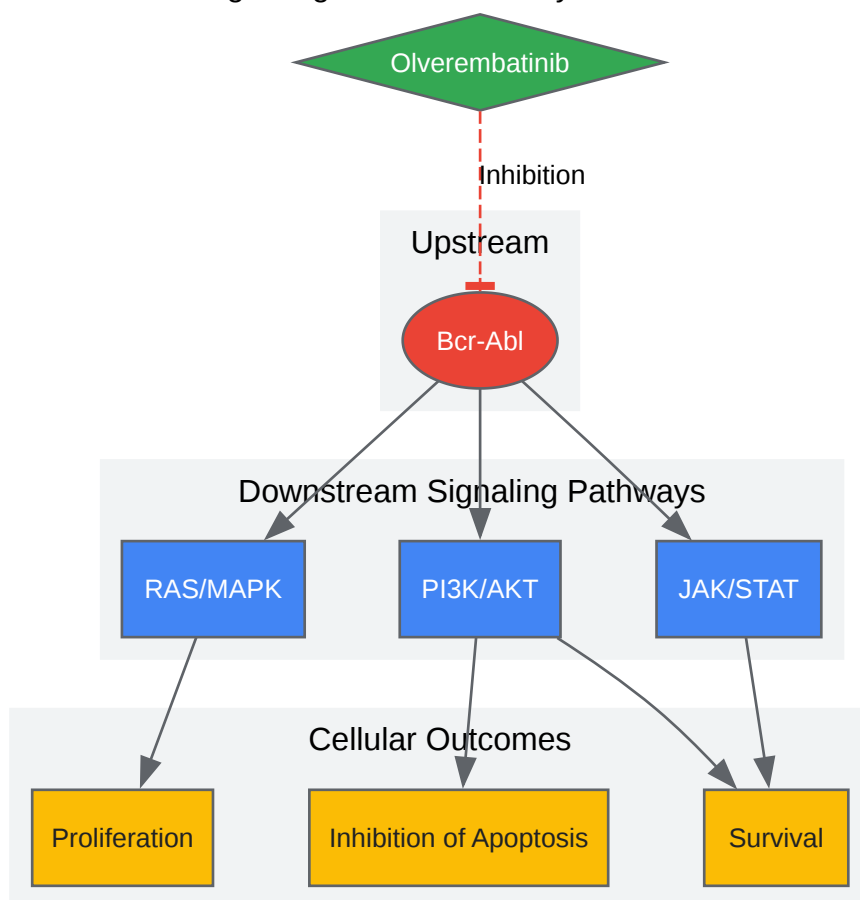 Olverembatinib
Inhibition
Upstream
Bcr-Abl
Downstream Signaling Pathways
RAS/MAPK
PI3K/AKT
JAK/STAT
Cellular Outcomes
Proliferation
Inhibition of Apoptosis
Survival